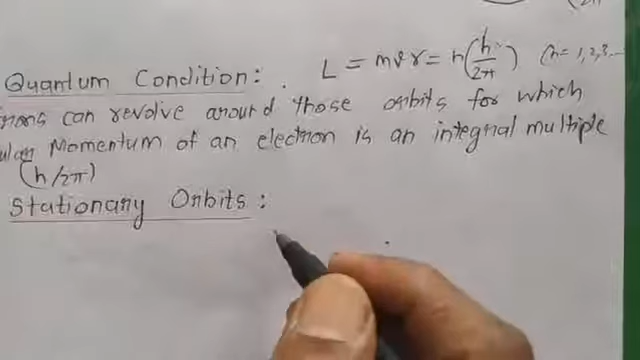 Quantum Condition: L = mvr = n(h/2π) (n = 1,2,3...
can revolve around those orbits for which
Momentum of an electron is an integral multiple
(h/2π)
Stationary Orbits: